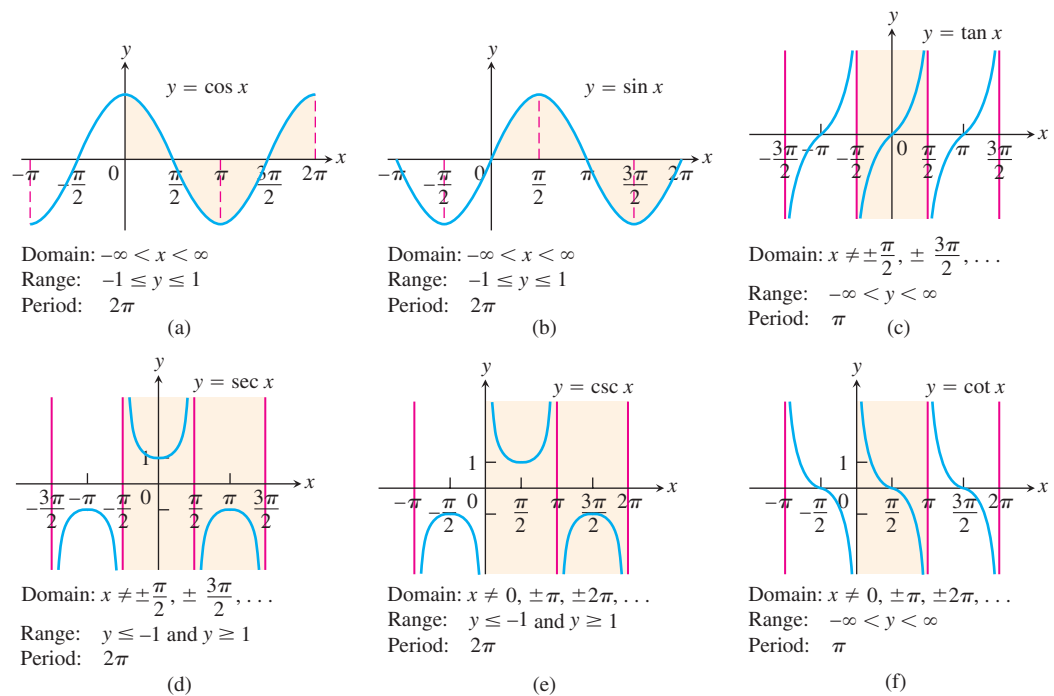 y
y = cos x
x
−π
−π/2
0
π/2
π
3π/2
2π
Domain: −∞ < x < ∞
Range: −1 ≤ y ≤ 1
Period: 2π
(a)
y
y = sin x
x
−π
−π/2
0
π/2
π
3π/2
2π
Domain: −∞ < x < ∞
Range: −1 ≤ y ≤ 1
Period: 2π
(b)
y
y = tan x
x
−3π/2
−π
−π/2
0
π/2
π
3π/2
Domain: x ≠ ±π/2, ± 3π/2, . . .
Range: −∞ < y < ∞
Period: π
(c)
y
y = sec x
1
x
−3π/2
−π
−π/2
0
π/2
π
3π/2
Domain: x ≠ ±π/2, ± 3π/2, . . .
Range: y ≤ −1 and y ≥ 1
Period: 2π
(d)
y
y = csc x
1
x
−π
−π/2
0
π/2
π
3π/2
2π
Domain: x ≠ 0, ±π, ±2π, . . .
Range: y ≤ −1 and y ≥ 1
Period: 2π
(e)
y
y = cot x
1
x
−π
−π/2
0
π/2
π
3π/2
2π
Domain: x ≠ 0, ±π, ±2π, . . .
Range: −∞ < y < ∞
Period: π
(f)